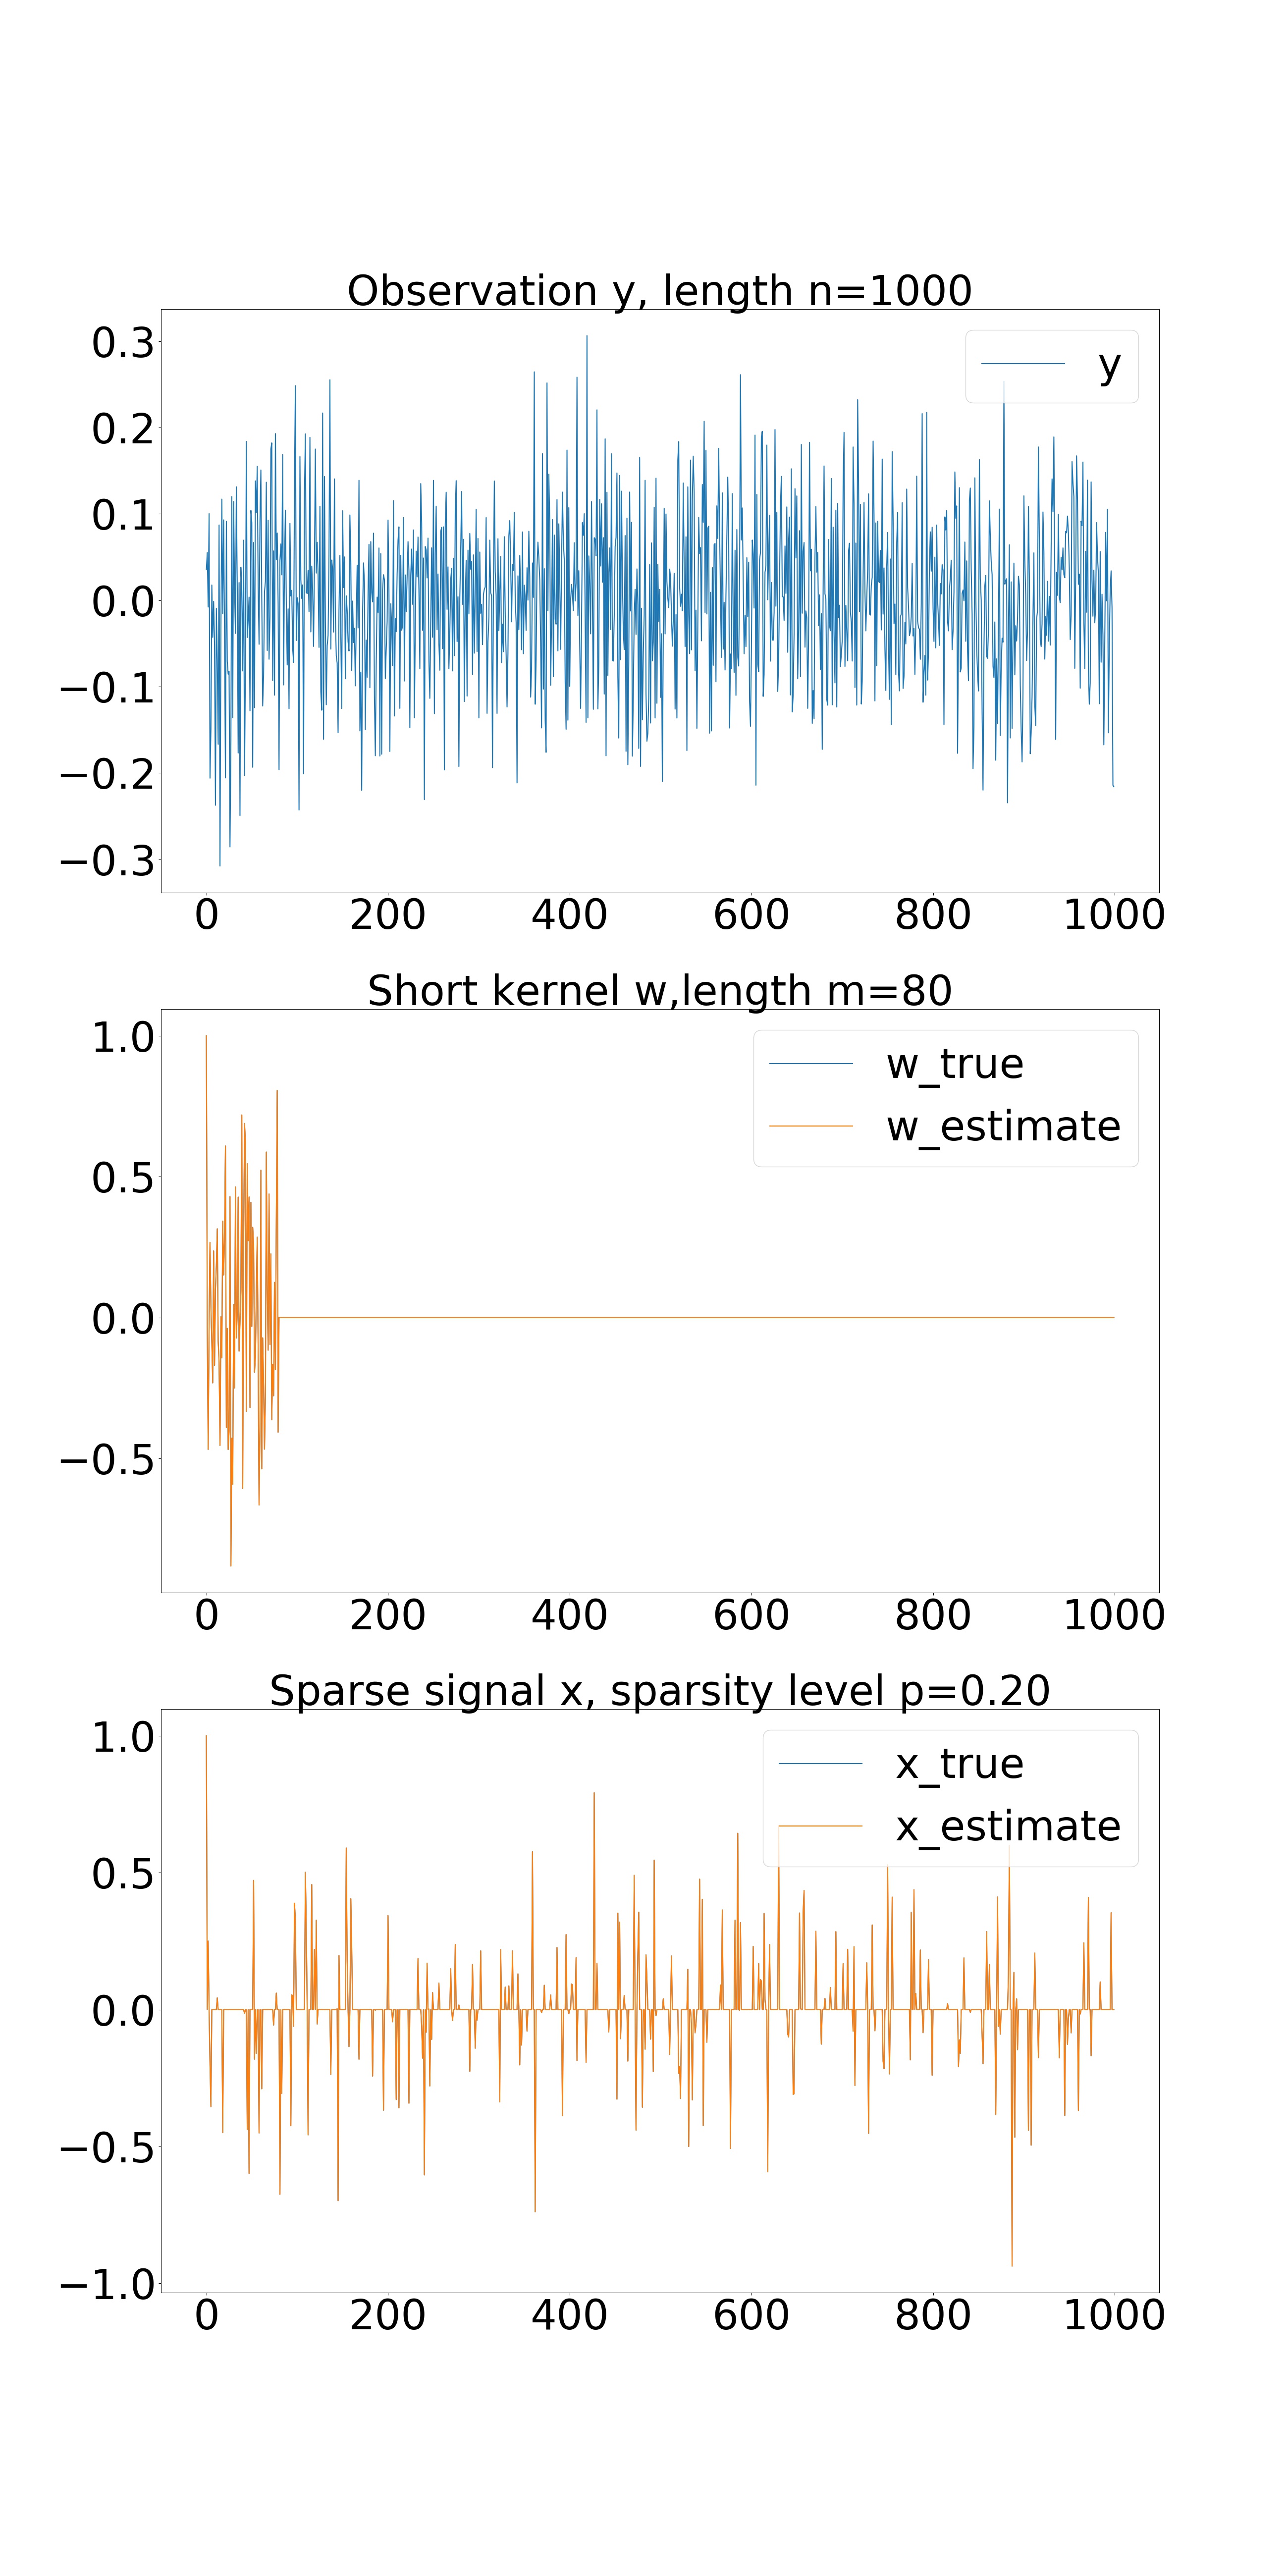 Observation y, length n=1000
0.3
0.2
0.1
0.0
−0.1
−0.2
−0.3
y
0 200 400 600 800 1000
Short kernel w,length m=80
1.0
0.5
0.0
−0.5
w_true
w_estimate
0 200 400 600 800 1000
Sparse signal x, sparsity level p=0.20
1.0
0.5
0.0
−0.5
−1.0
x_true
x_estimate
0 200 400 600 800 1000